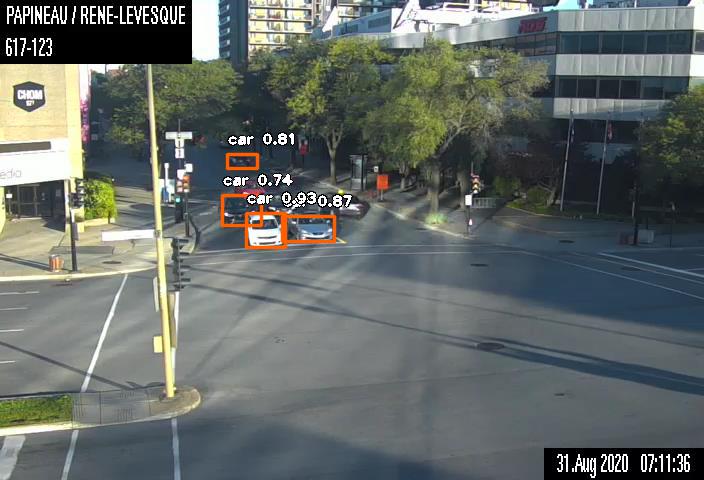 PAPINEAU / RENE-LEVESQUE
617-123
CHOM
car 0.81
car 0.74
car 0.93
0.87
31.Aug 2020 07:11:36